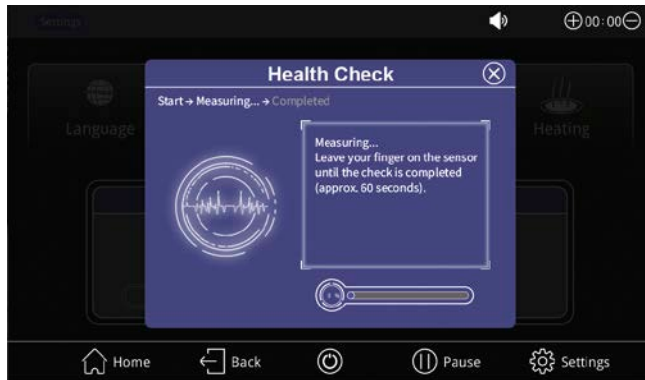 Settings
⊕00:00⊖
Health Check
Start → Measuring... → Completed
Language
Heating
Measuring...
Leave your finger on the sensor
until the check is completed
(approx. 60 seconds).
Home
Back
Pause
Settings